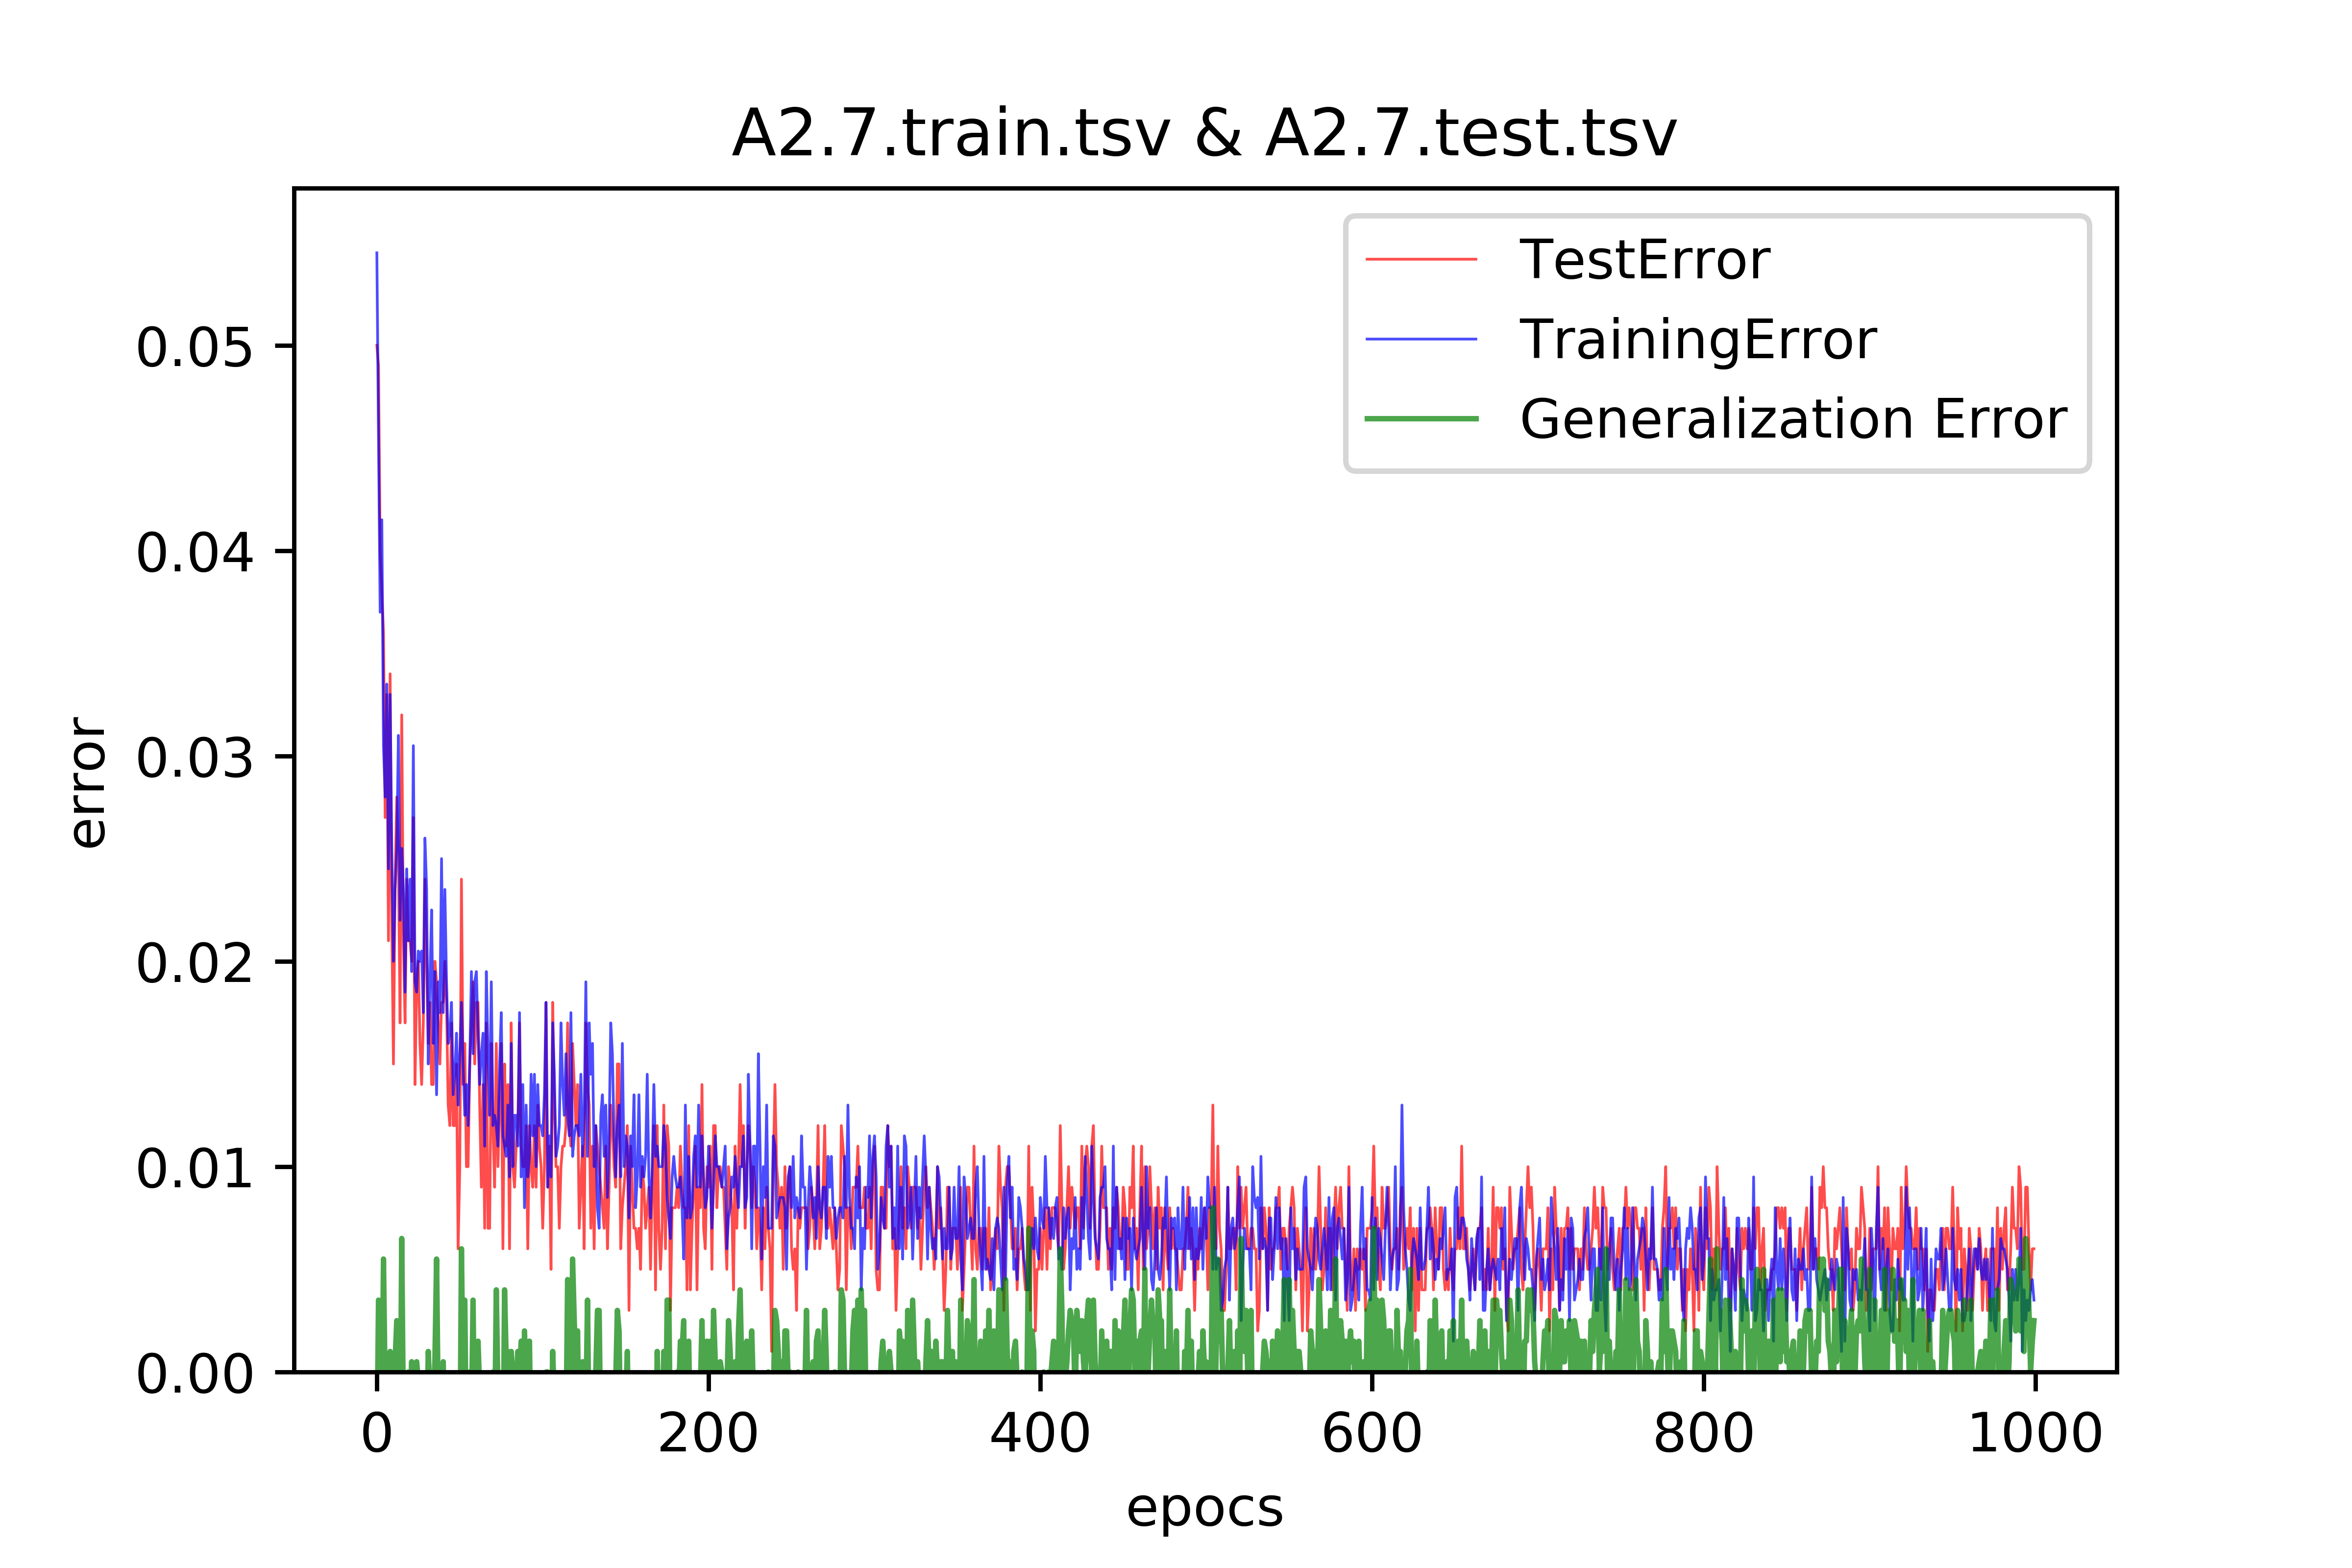 A2.7.train.tsv & A2.7.test.tsv
TestError
TrainingError
Generalization Error
error
0.05
0.04
0.03
0.02
0.01
0.00
0 200 400 600 800 1000
epocs